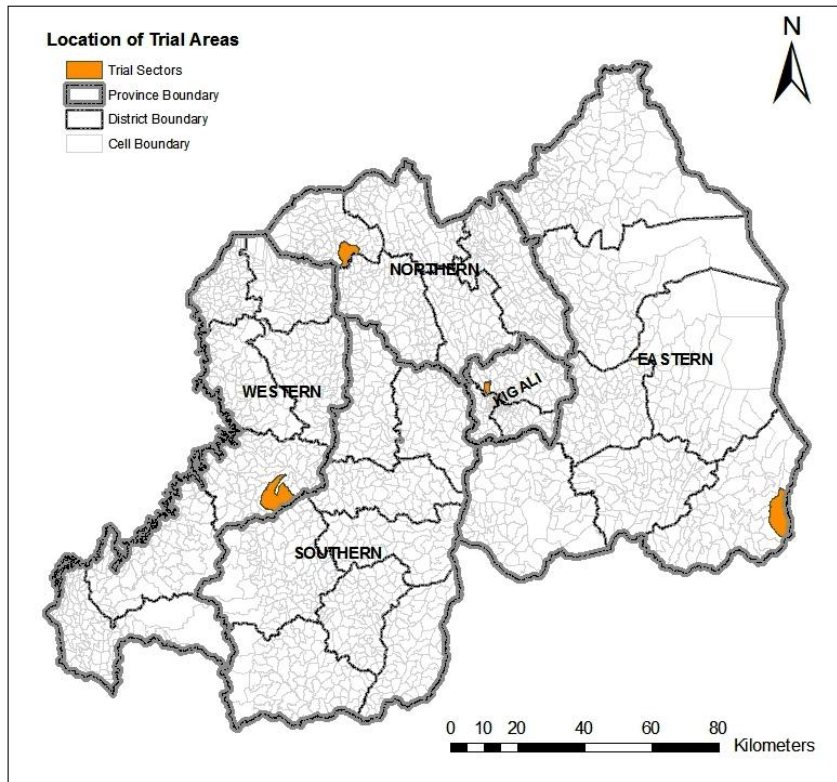 Location of Trial Areas
Trial Sectors
Province Boundary
District Boundary
Cell Boundary
N
NORTHERN
EASTERN
KIGALI
WESTERN
SOUTHERN
0 10 20 40 60 80
Kilometers